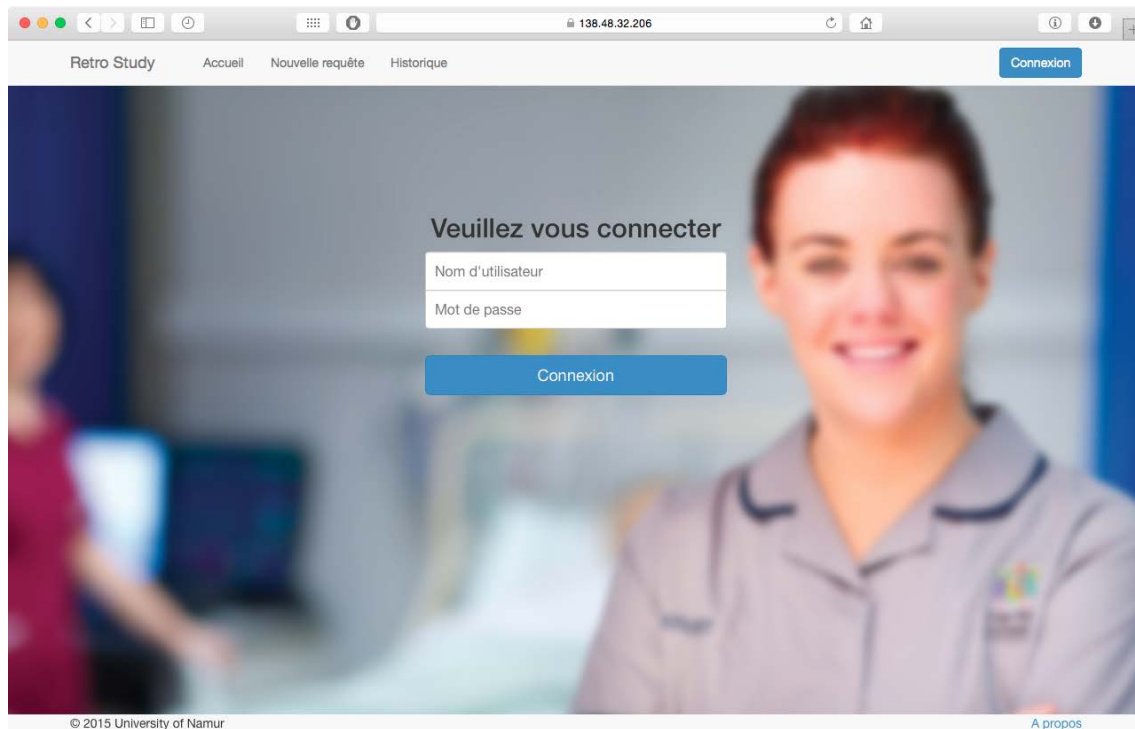 138.48.32.206
Retro Study Accueil Nouvelle requête Historique Connexion
Veuillez vous connecter
Nom d'utilisateur
Mot de passe
Connexion
© 2015 University of Namur A propos